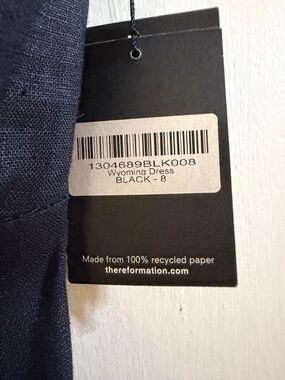 1304689BLK008
Wyoming Dress
BLACK - 8
Made from 100% recycled paper
thereformation.com